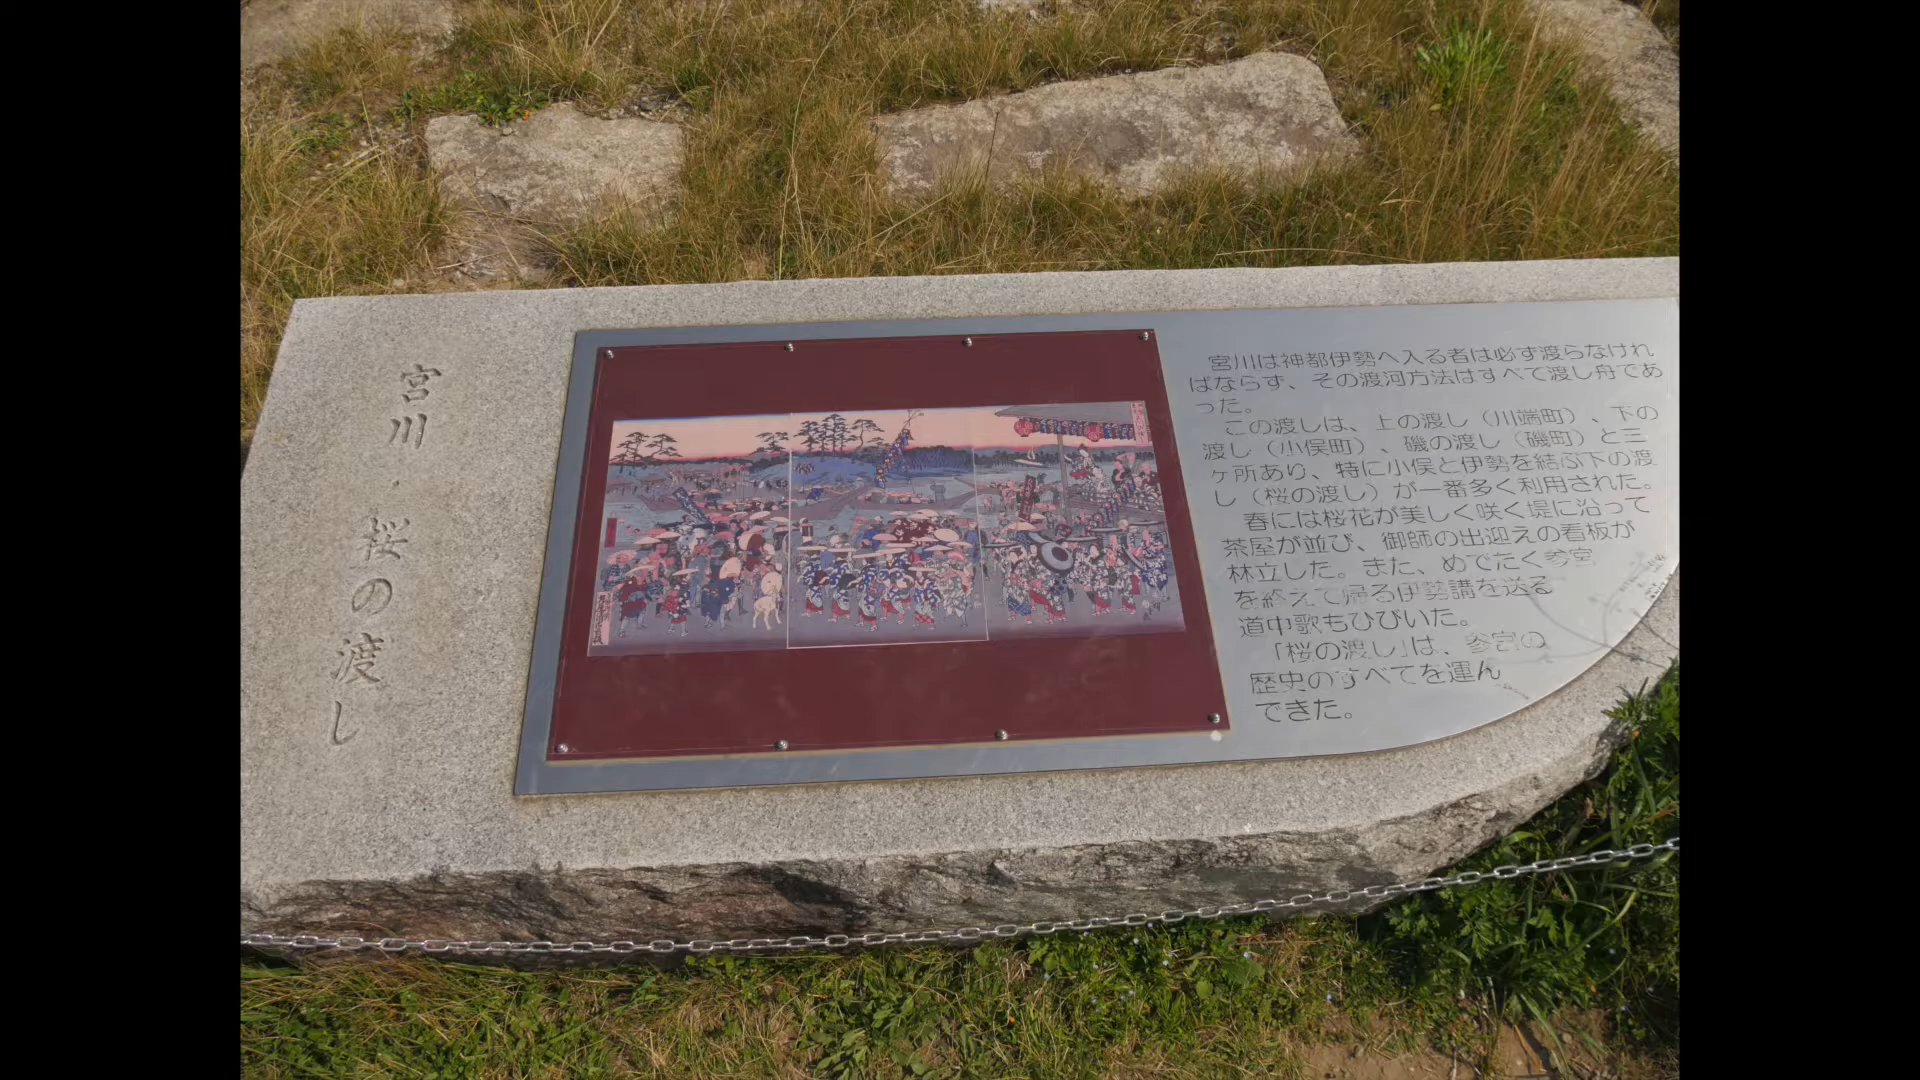 宮川・桜の渡し
宮川は神都伊勢へ入る者は必ず渡らなけれ
ばならず、その渡河方法はすべて渡し舟であ
った。
この渡しは、上の渡し（川端町）、下の
渡し（小俣町）、磯の渡し（磯町）と三
ヶ所あり、特に小俣と伊勢を結ぶ下の渡
し（桜の渡し）が一番多く利用された。
春には桜花が美しく咲く堤に沿って
茶屋が並び、御師の出迎えの看板が
林立した。また、めでたく参宮
を終えて帰る伊勢講を送る
道中歌もひびいた。
「桜の渡し」は、参宮の
歴史のすべてを運ん
できた。